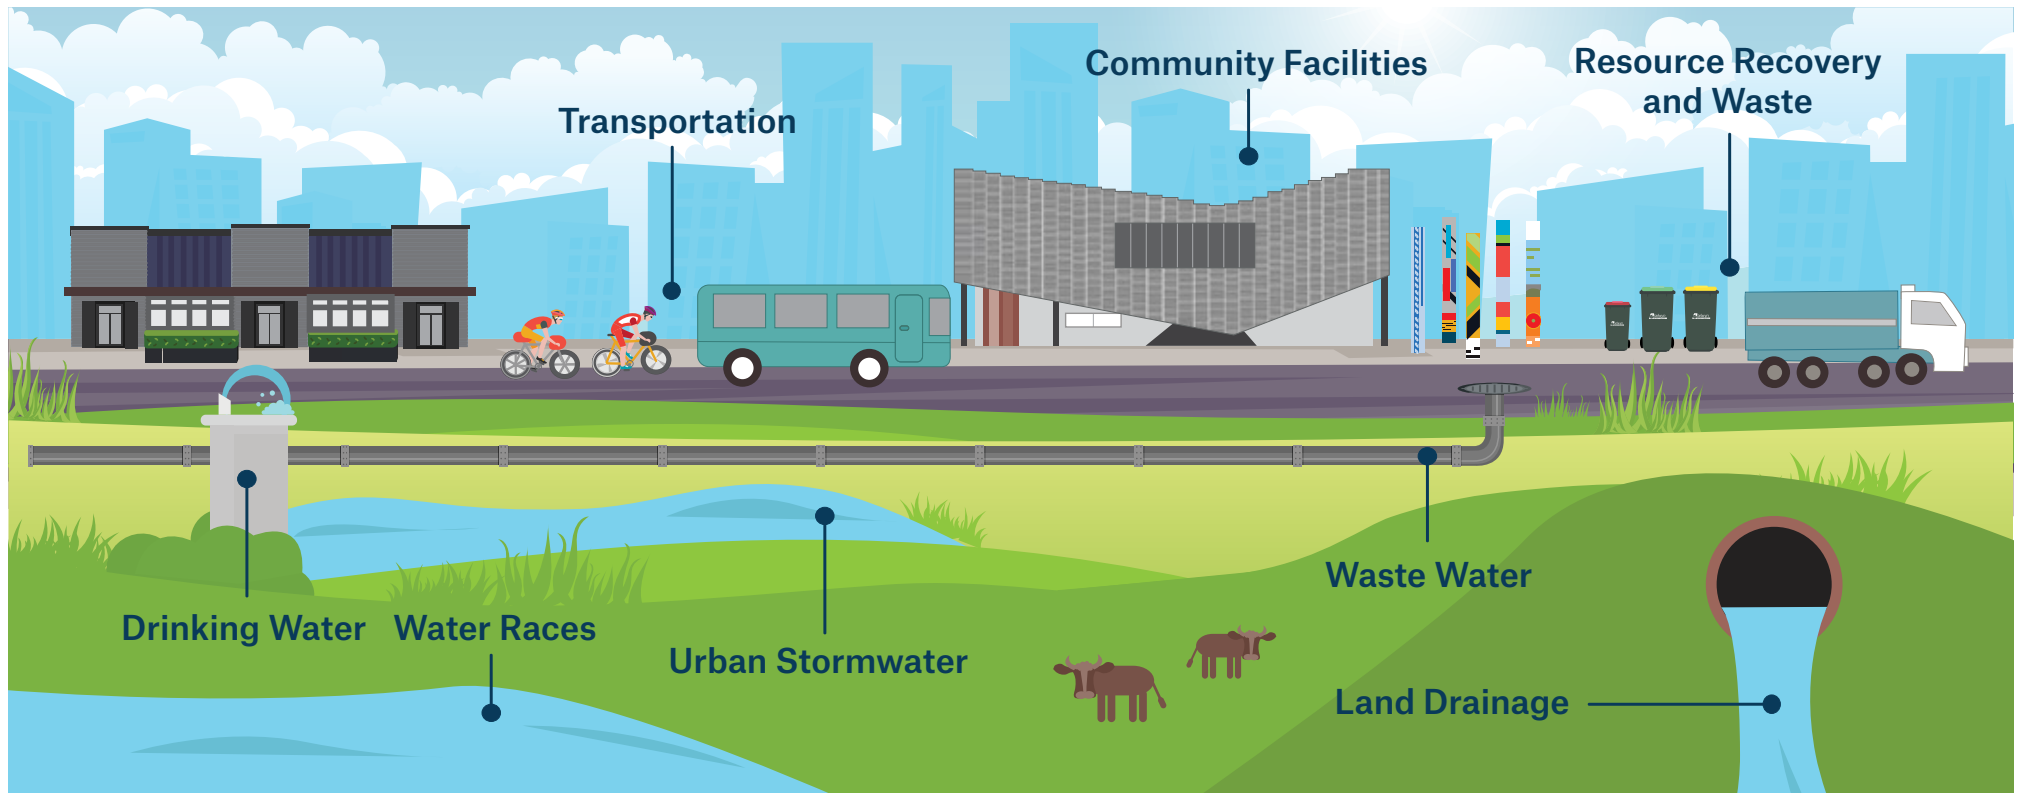 Community Facilities
Resource Recovery
and Waste
Transportation
Waste Water
Drinking Water
Water Races
Urban Stormwater
Land Drainage